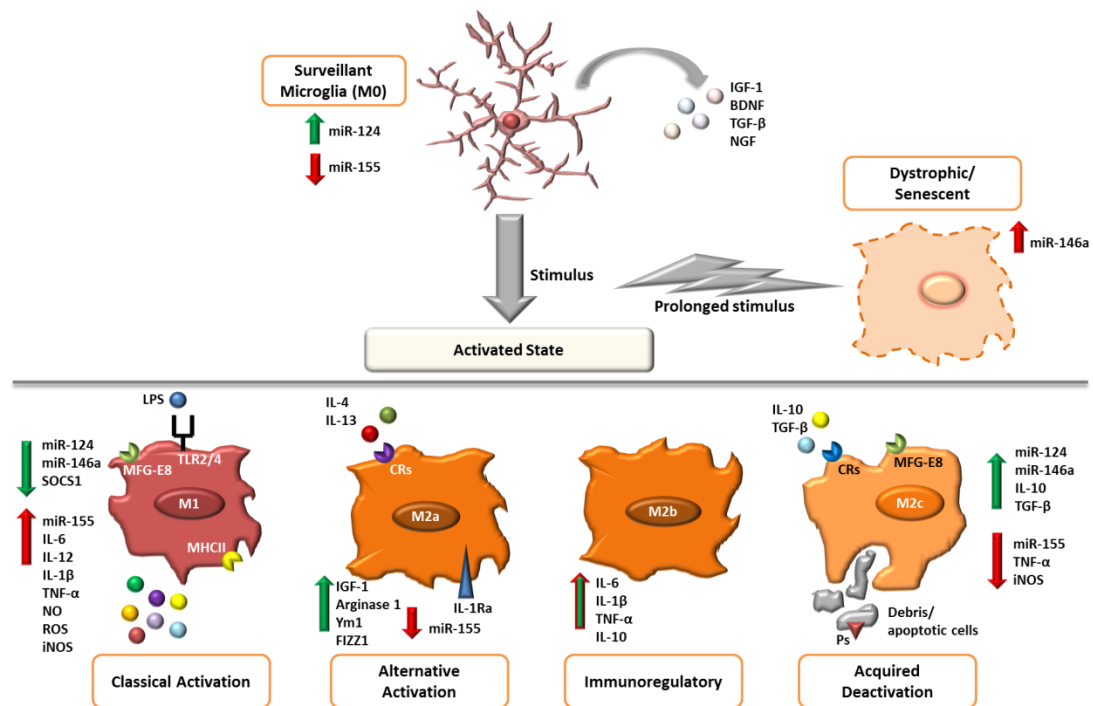 Surveillant
Microglia (M0)
miR-124
miR-155
IGF-1
BDNF
TGF-β
NGF
Dystrophic/
Senescent
miR-146a
Stimulus
Prolonged stimulus
Activated State
LPS
miR-124
miR-146a
SOCS1
MFG-E8
TLR2/4
M1
MHCII
miR-155
IL-6
IL-12
IL-1β
TNF-α
NO
ROS
iNOS
Classical Activation
IL-4
IL-13
CRs
M2a
IGF-1
Arginase 1
Ym1
FIZZ1
IL-1Ra
miR-155
Alternative
Activation
M2b
IL-6
IL-1β
TNF-α
IL-10
Immunoregulatory
IL-10
TGF-β
CRs
MFG-E8
M2c
miR-124
miR-146a
IL-10
TGF-β
miR-155
TNF-α
iNOS
Debris/
apoptotic cells
Ps
Acquired
Deactivation